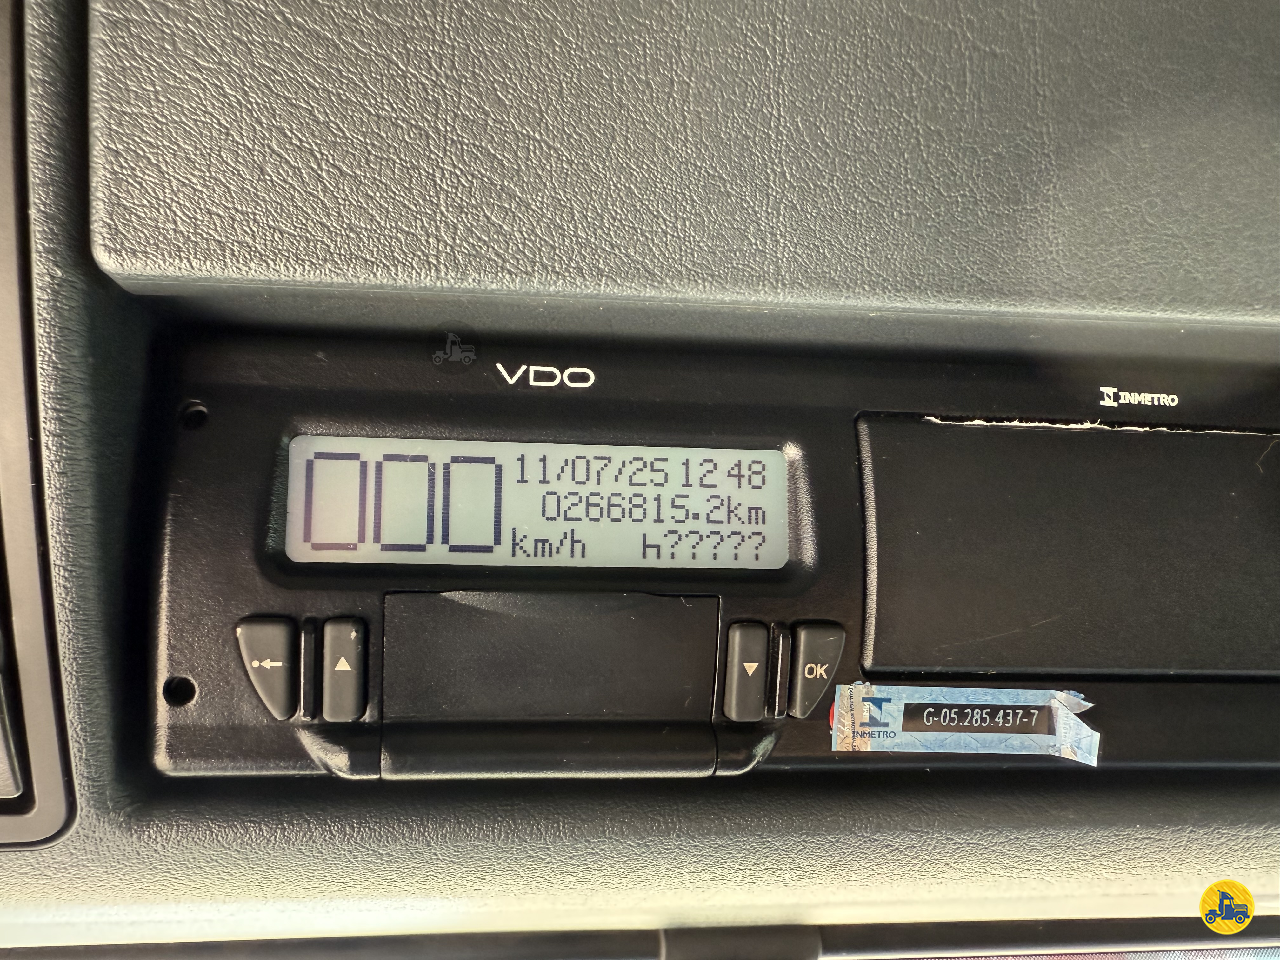 VDO
INMETRO
000
11/07/25 12 48
0266815.2km
km/h
h?????
OK
INMETRO
G-05.285.437-7